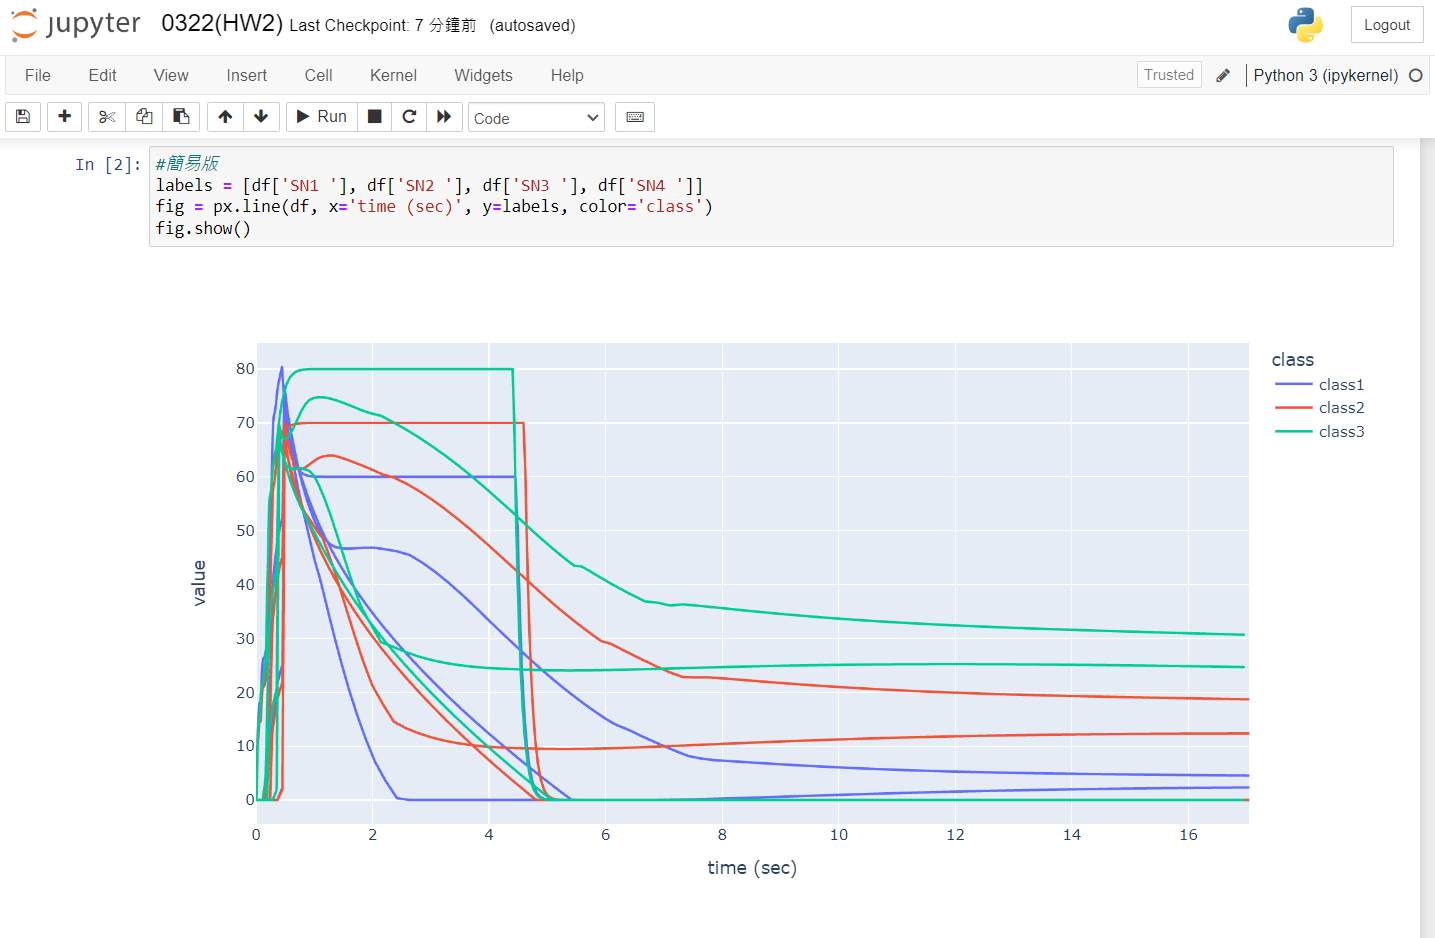 jupyter 0322(HW2) Last Checkpoint: 7 分鐘前 (autosaved) Logout
File Edit View Insert Cell Kernel Widgets Help Trusted Python 3 (ipykernel)
Run Code
In [2]: #簡易版
labels = [df['SN1 '], df['SN2 '], df['SN3 '], df['SN4 ']]
fig = px.line(df, x='time (sec)', y=labels, color='class')
fig.show()
class
class1
class2
class3
80
70
60
50
40
30
20
10
0
value
0 2 4 6 8 10 12 14 16
time (sec)